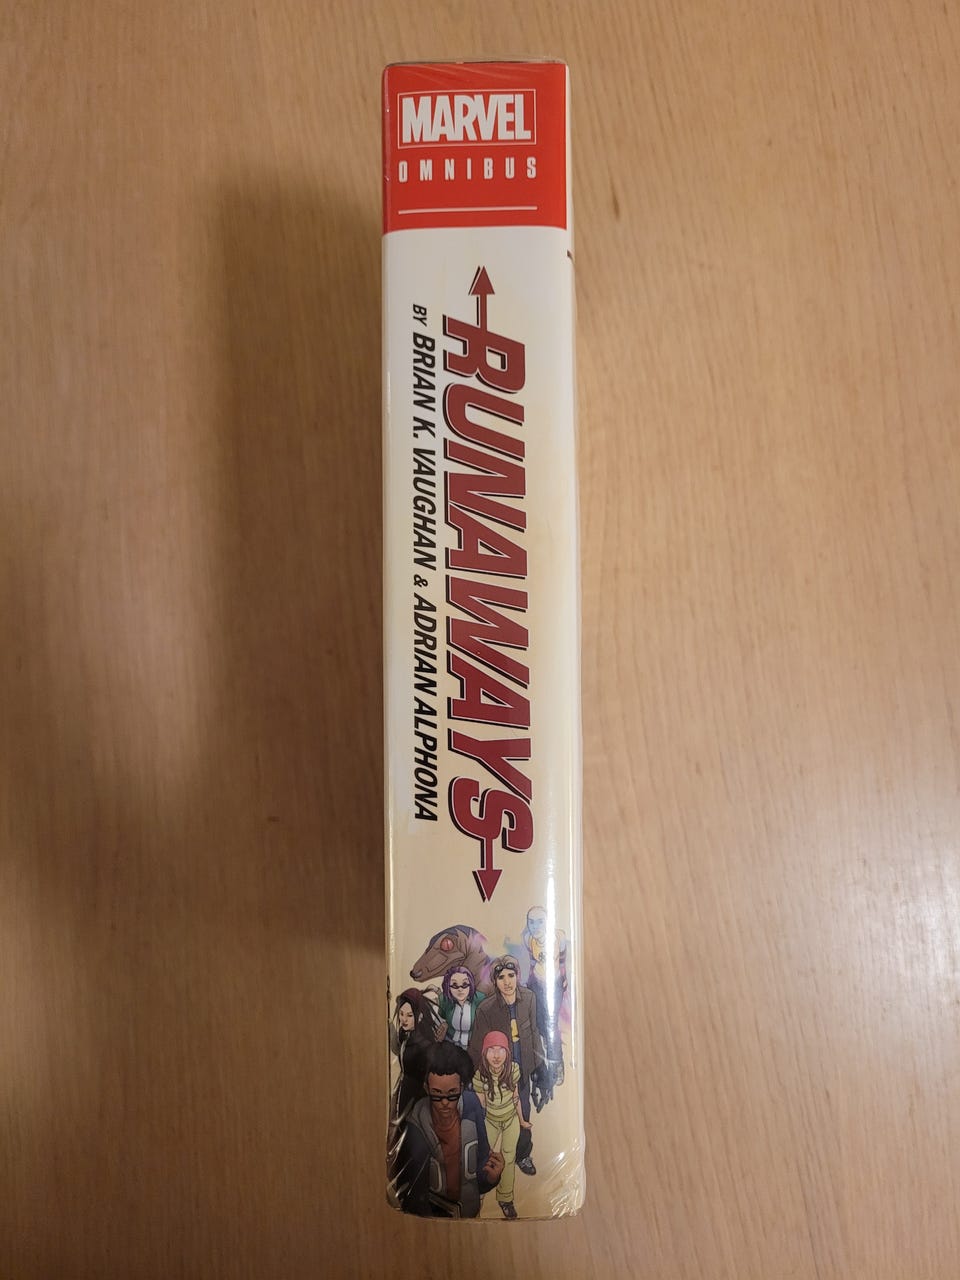 MARVEL
OMNIBUS
RUNAWAYS
BY BRIAN K. VAUGHAN & ADRIAN ALPHONA